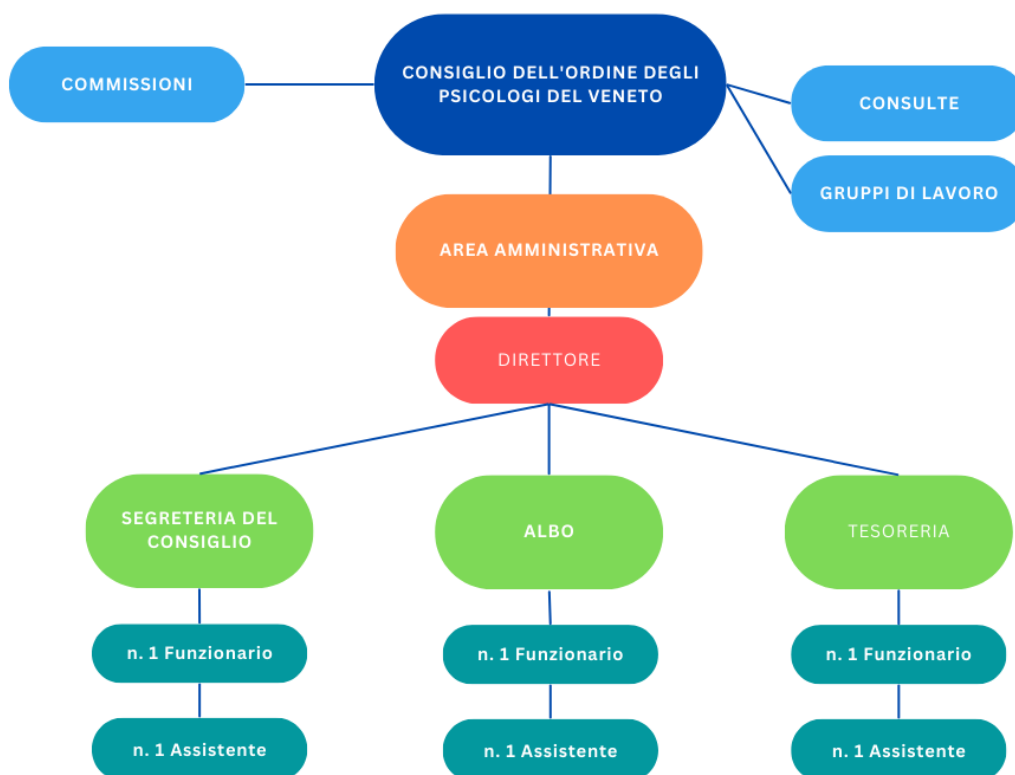 COMMISSIONI
CONSIGLIO DELL'ORDINE DEGLI
PSICOLOGI DEL VENETO
CONSULTE
GRUPPI DI LAVORO
AREA AMMINISTRATIVA
DIRETTORE
SEGRETERIA DEL
CONSIGLIO
ALBO
TESORERIA
n. 1 Funzionario
n. 1 Funzionario
n. 1 Funzionario
n. 1 Assistente
n. 1 Assistente
n. 1 Assistente